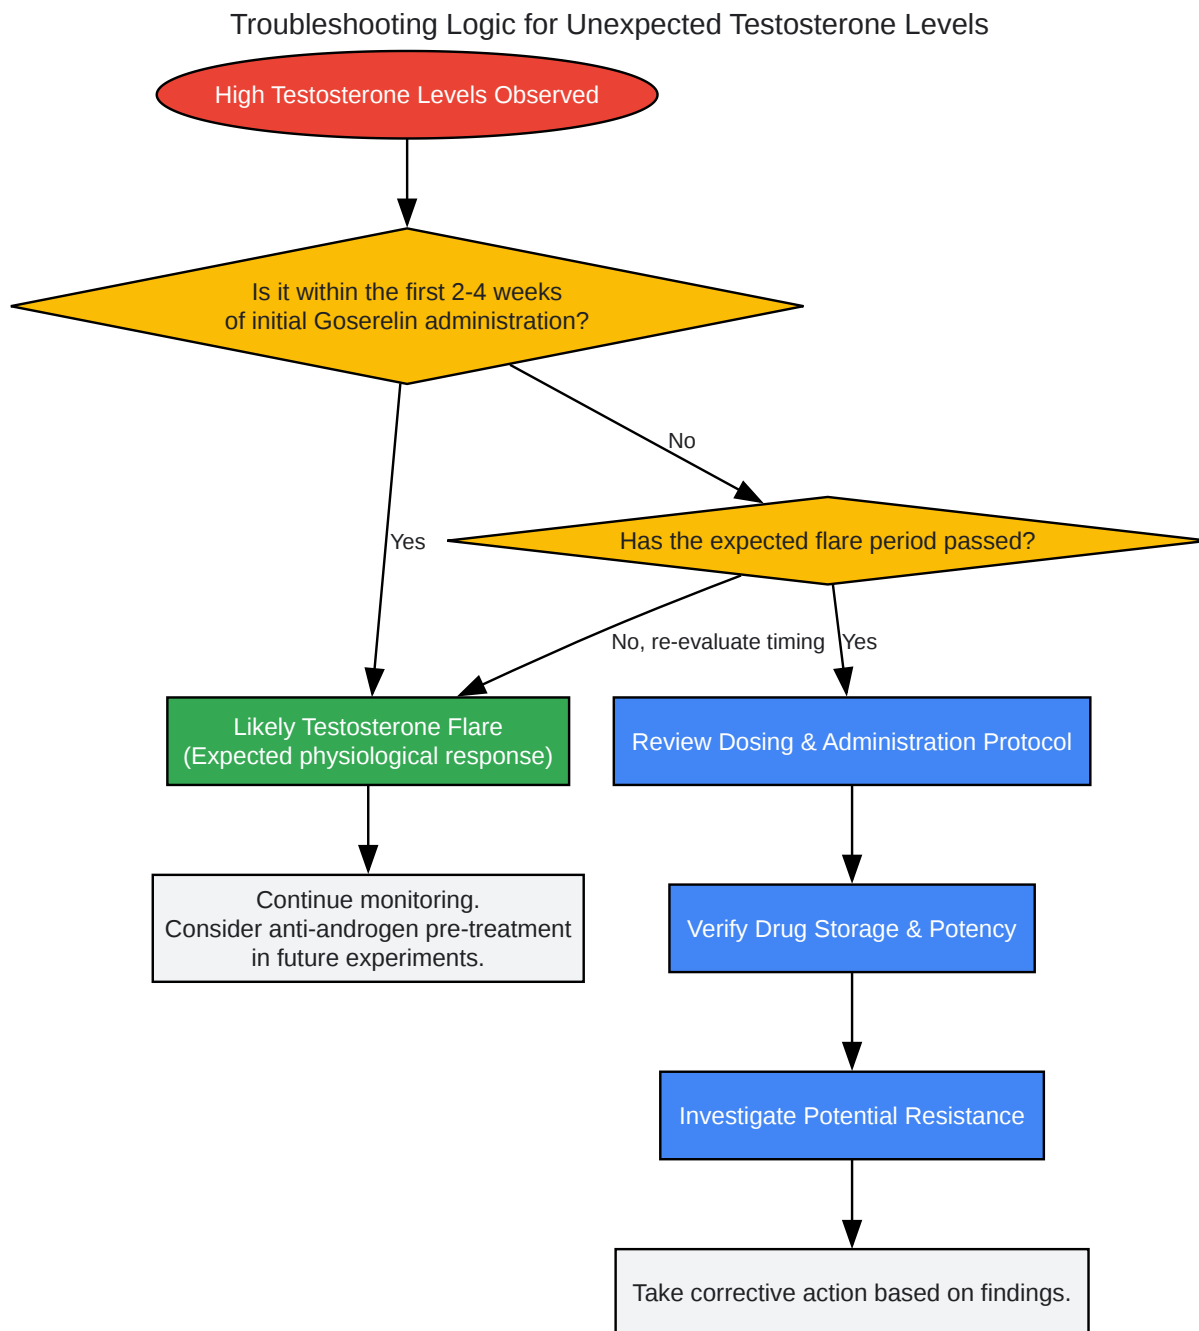 Troubleshooting Logic for Unexpected Testosterone Levels
High Testosterone Levels Observed
Is it within the first 2-4 weeks
of initial Goserelin administration?
No
Yes
Has the expected flare period passed?
No, re-evaluate timing
Yes
Likely Testosterone Flare
(Expected physiological response)
Review Dosing & Administration Protocol
Continue monitoring.
Consider anti-androgen pre-treatment
in future experiments.
Verify Drug Storage & Potency
Investigate Potential Resistance
Take corrective action based on findings.